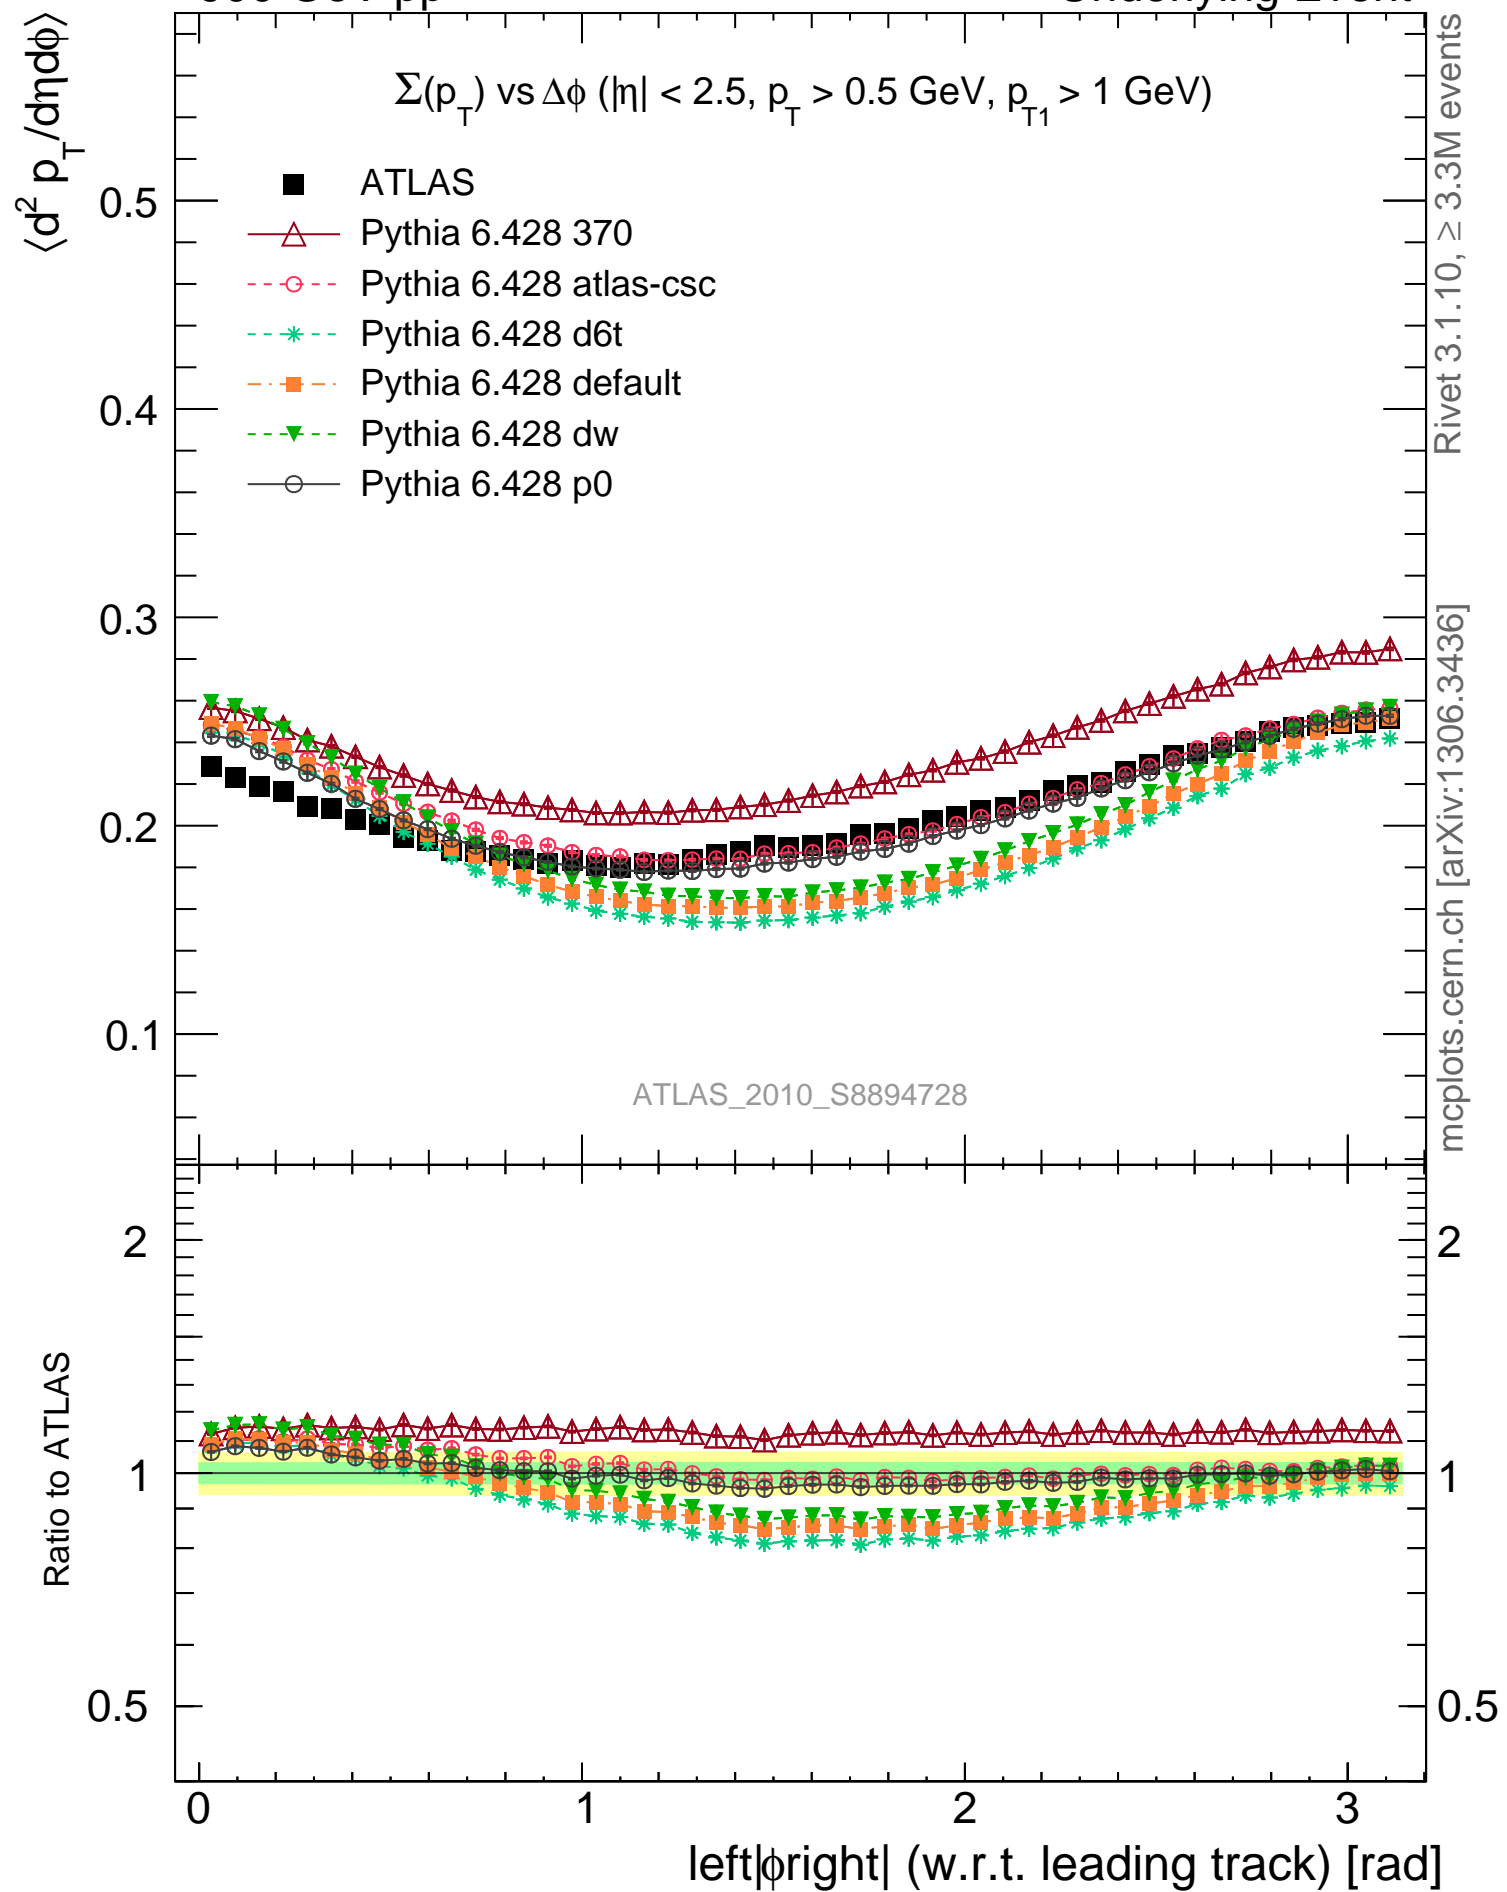 Σ(p_T) vs Δϕ (|η| < 2.5, p_T > 0.5 GeV, p_T1 > 1 GeV)
⟨d² p_T/dηdϕ⟩
ATLAS
Pythia 6.428 370
Pythia 6.428 atlas-csc
Pythia 6.428 d6t
Pythia 6.428 default
Pythia 6.428 dw
Pythia 6.428 p0
0.5
0.4
0.3
0.2
0.1
ATLAS_2010_S8894728
Rivet 3.1.10, ≥ 3.3M events
mcplots.cern.ch [arXiv:1306.3436]
Ratio to ATLAS
2
1
0.5
2
1
0.5
0 1 2 3
left|ϕright| (w.r.t. leading track) [rad]